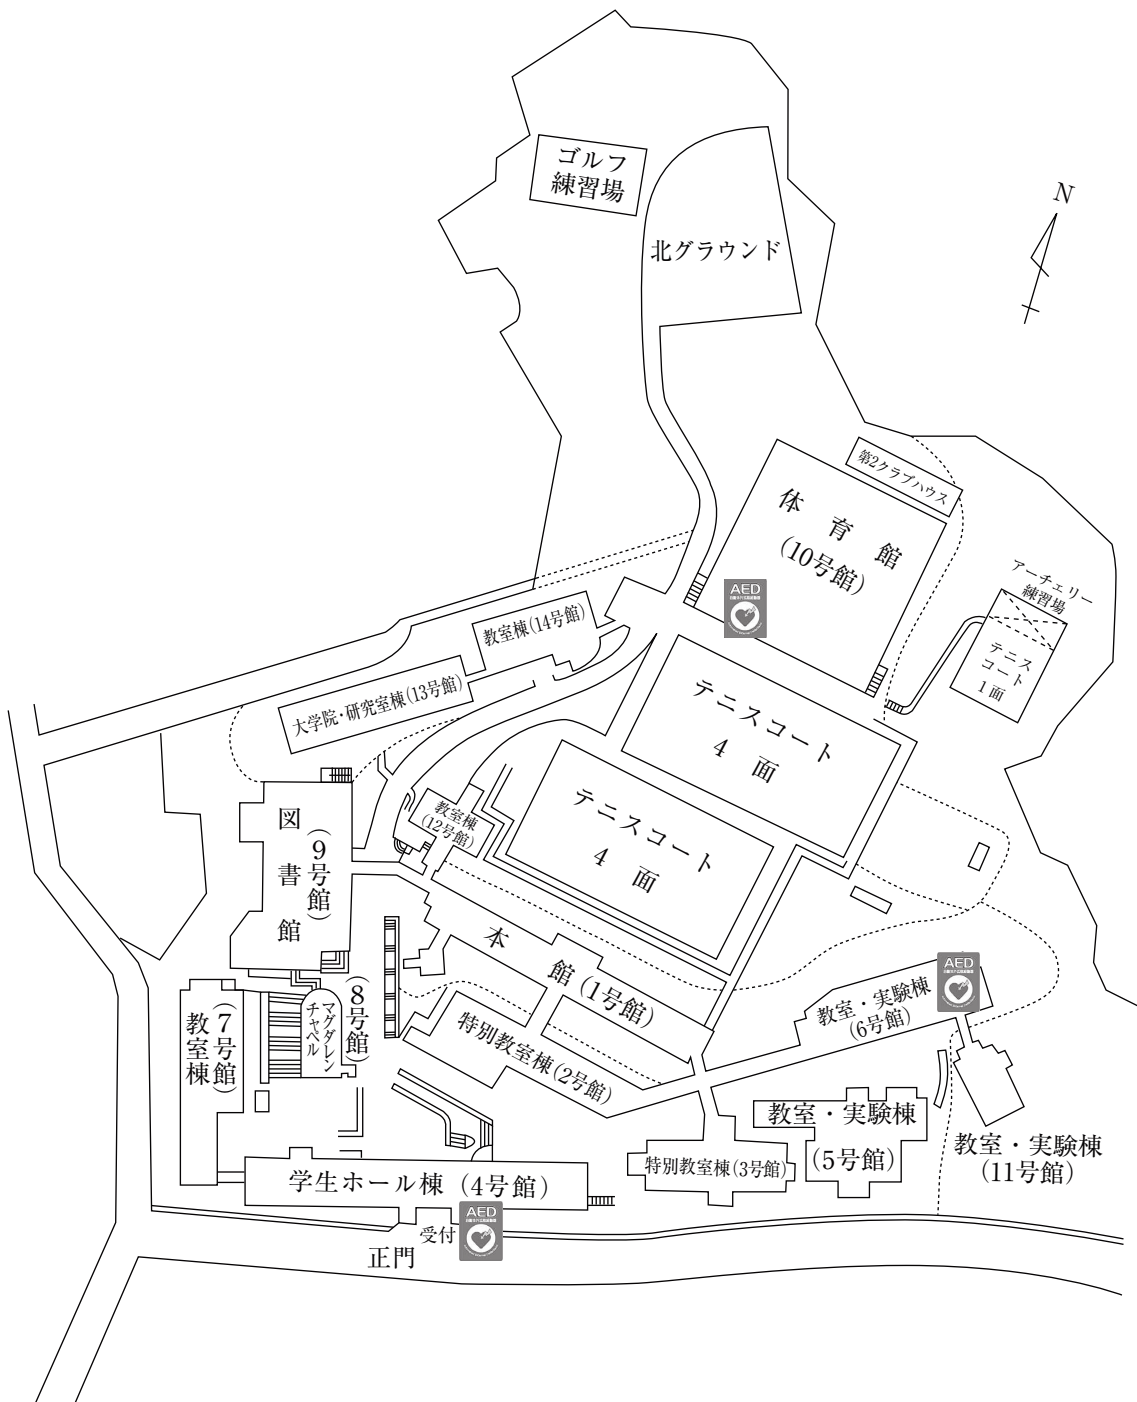 ゴルフ
練習場
N
北グラウンド
第2クラブハウス
体育館
(10号館)
アーチェリー
練習場
AED
教室棟(14号館)
テニス
コート
1面
大学院・研究室棟(13号館)
テニスコート
4面
図書館
(9号館)
教室棟
(12号館)
テニスコート
4面
本館(1号館)
AED
教室・実験棟
(6号館)
(8号館)
マグダレン
チャペル
(7号館)
教室棟
特別教室棟(2号館)
教室・実験棟
(5号館)
教室・実験棟
(11号館)
特別教室棟(3号館)
学生ホール棟(4号館)
AED
受付
正門